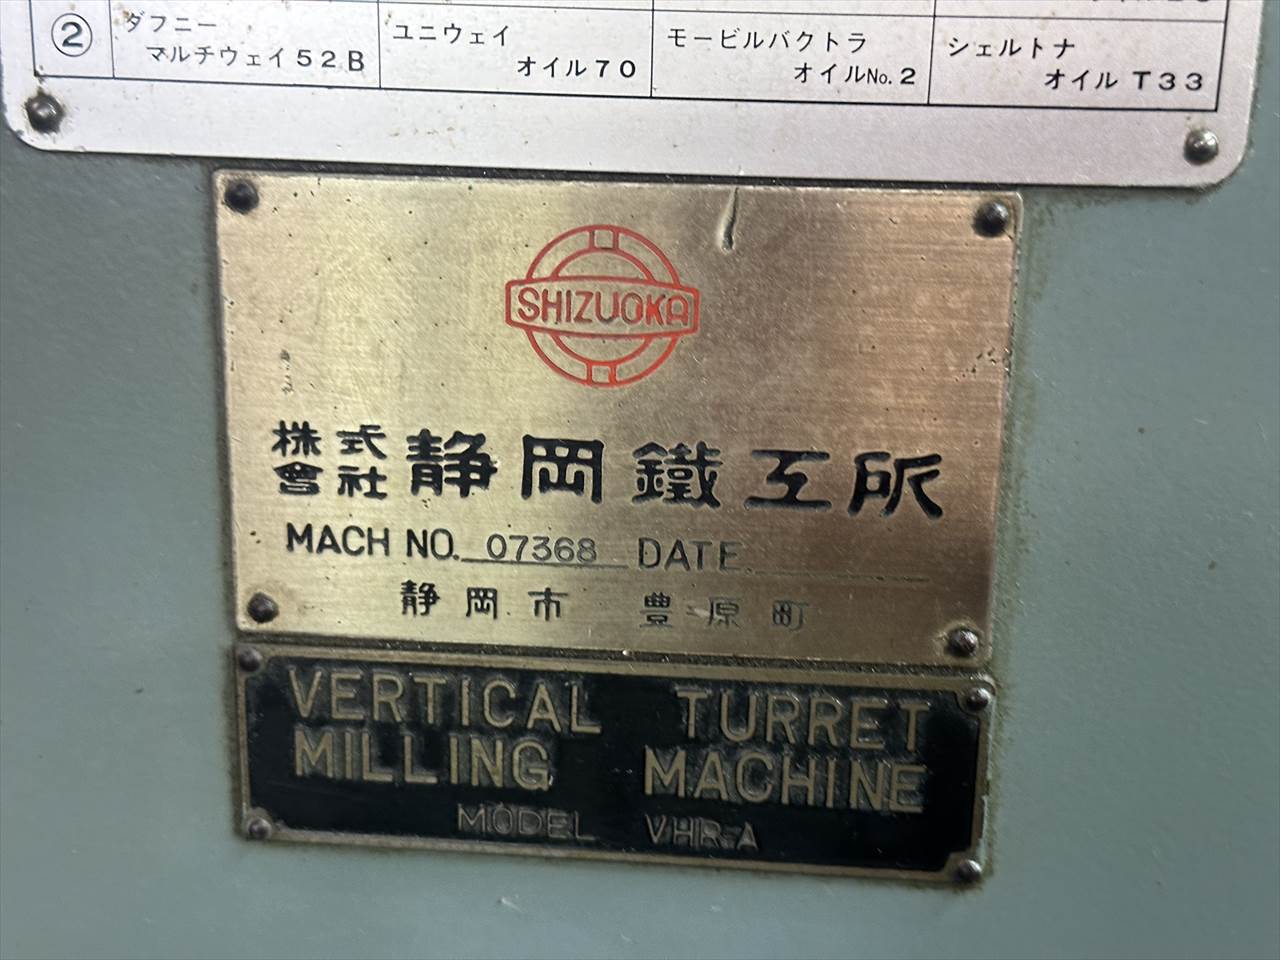 ② ダフニー マルチウェイ52B ユニウェイ オイル70 モービルバクトラ オイルNo.2 シェルトナ オイル T33
SHIZUOKA
株式會社 静岡鐵工所
MACH NO. 07368 DATE
静岡市 豊原町
VERTICAL TURRET
MILLING MACHINE
MODEL VHR-A